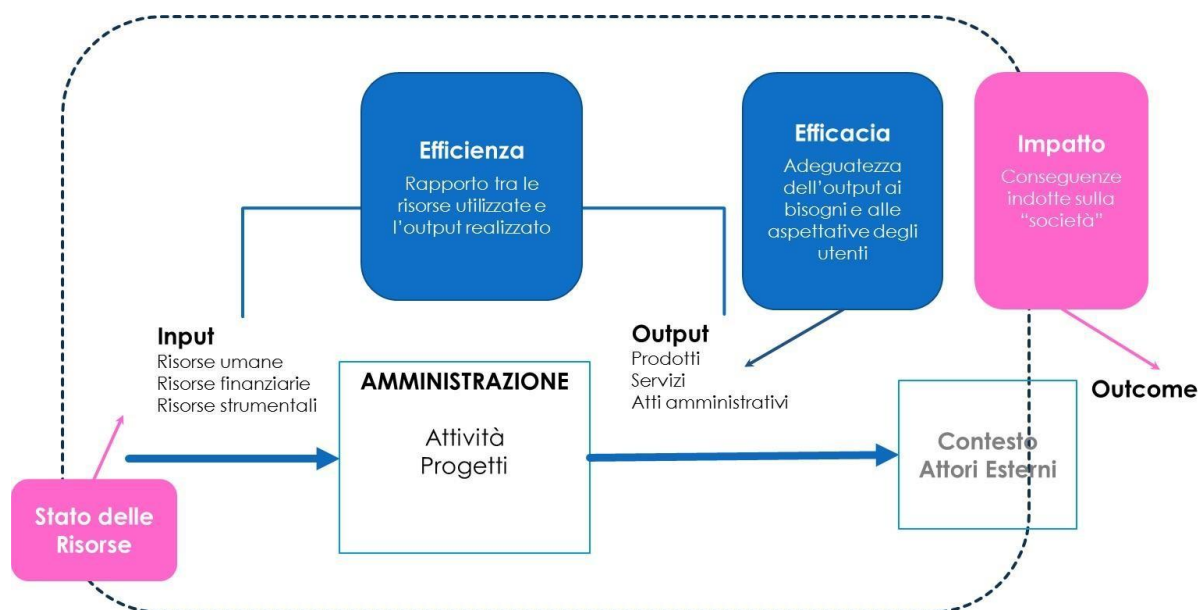 Efficienza
Rapporto tra le
risorse utilizzate e
l'output realizzato
Efficacia
Adeguatezza
dell'output ai
bisogni e alle
aspettative degli
utenti
Impatto
Conseguenze
indotte sulla
"società"
Input
Risorse umane
Risorse finanziarie
Risorse strumentali
AMMINISTRAZIONE
Attività
Progetti
Output
Prodotti
Servizi
Atti amministrativi
Outcome
Contesto
Attori Esterni
Stato delle
Risorse